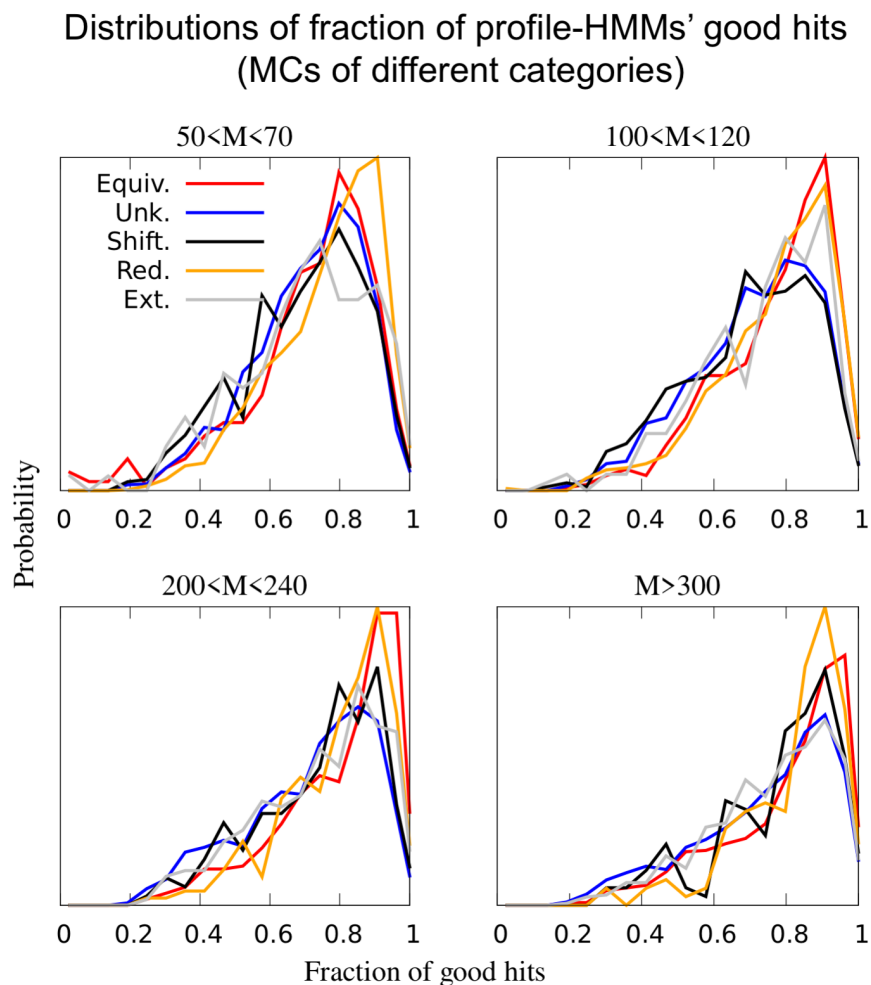 Distributions of fraction of profile-HMMs' good hits
(MCs of different categories)
50<M<70
100<M<120
Equiv.
Unk.
Shift.
Red.
Ext.
0 0.2 0.4 0.6 0.8 1
0 0.2 0.4 0.6 0.8 1
Probability
200<M<240
M>300
0 0.2 0.4 0.6 0.8 1
0 0.2 0.4 0.6 0.8 1
Fraction of good hits